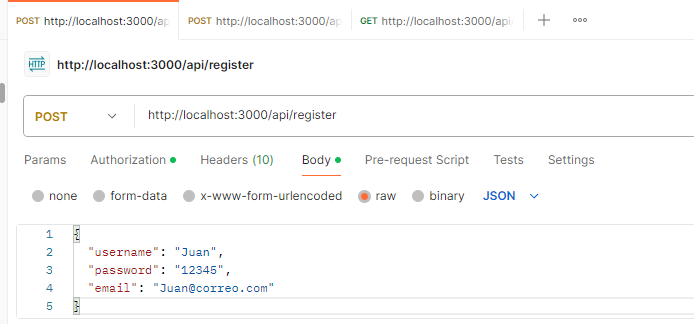 POST http://localhost:3000/ap POST http://localhost:3000/ap GET http://localhost:3000/api
HTTP http://localhost:3000/api/register
POST http://localhost:3000/api/register
Params Authorization Headers (10) Body Pre-request Script Tests Settings
none form-data x-www-form-urlencoded raw binary JSON
1 {
2 "username": "Juan",
3 "password": "12345",
4 "email": "Juan@correo.com"
5 }